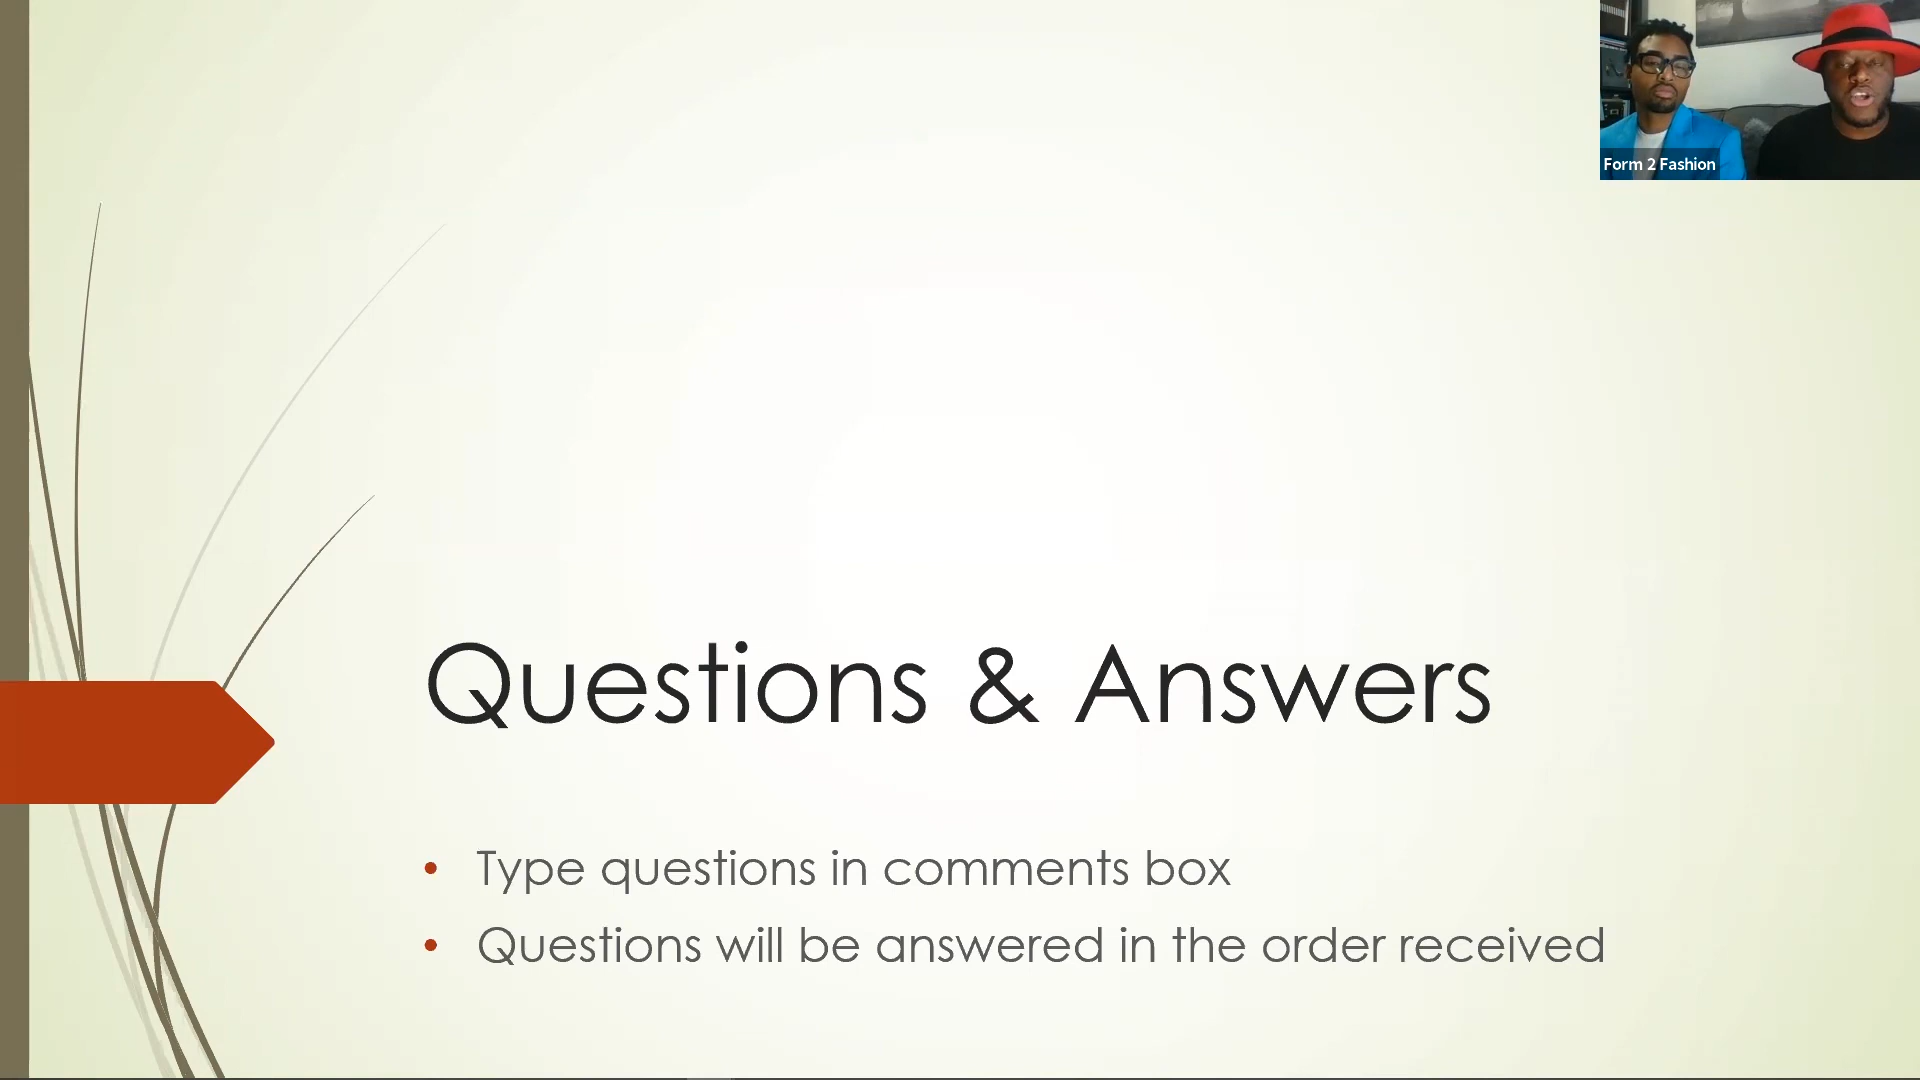 Form 2 Fashion
Questions & Answers
• Type questions in comments box
• Questions will be answered in the order received